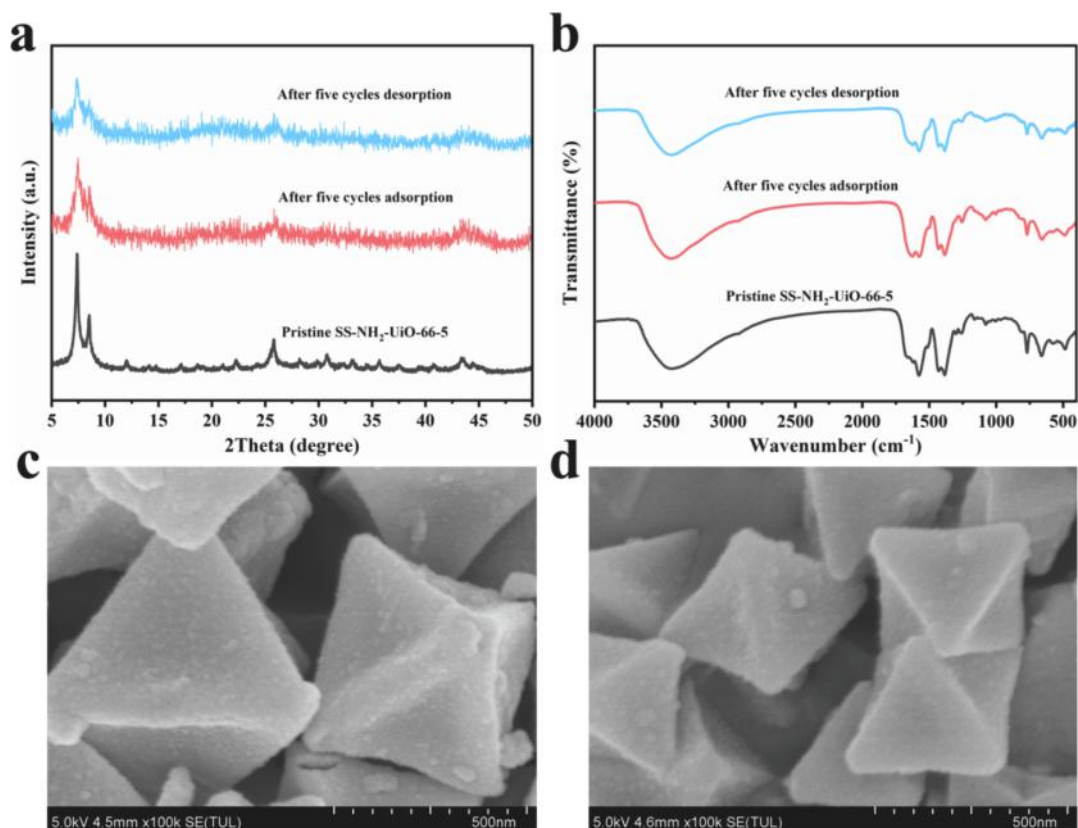 a
After five cycles desorption
After five cycles adsorption
Pristine SS-NH₂-UiO-66-5
Intensity (a.u.)
5 10 15 20 25 30 35 40 45 50
2Theta (degree)
b
After five cycles desorption
After five cycles adsorption
Pristine SS-NH₂-UiO-66-5
Transmittance (%)
4000 3500 3000 2500 2000 1500 1000 500
Wavenumber (cm⁻¹)
c
5.0kV 4.5mm x100k SE(TUL) 500nm
d
5.0kV 4.6mm x100k SE(TUL) 500nm